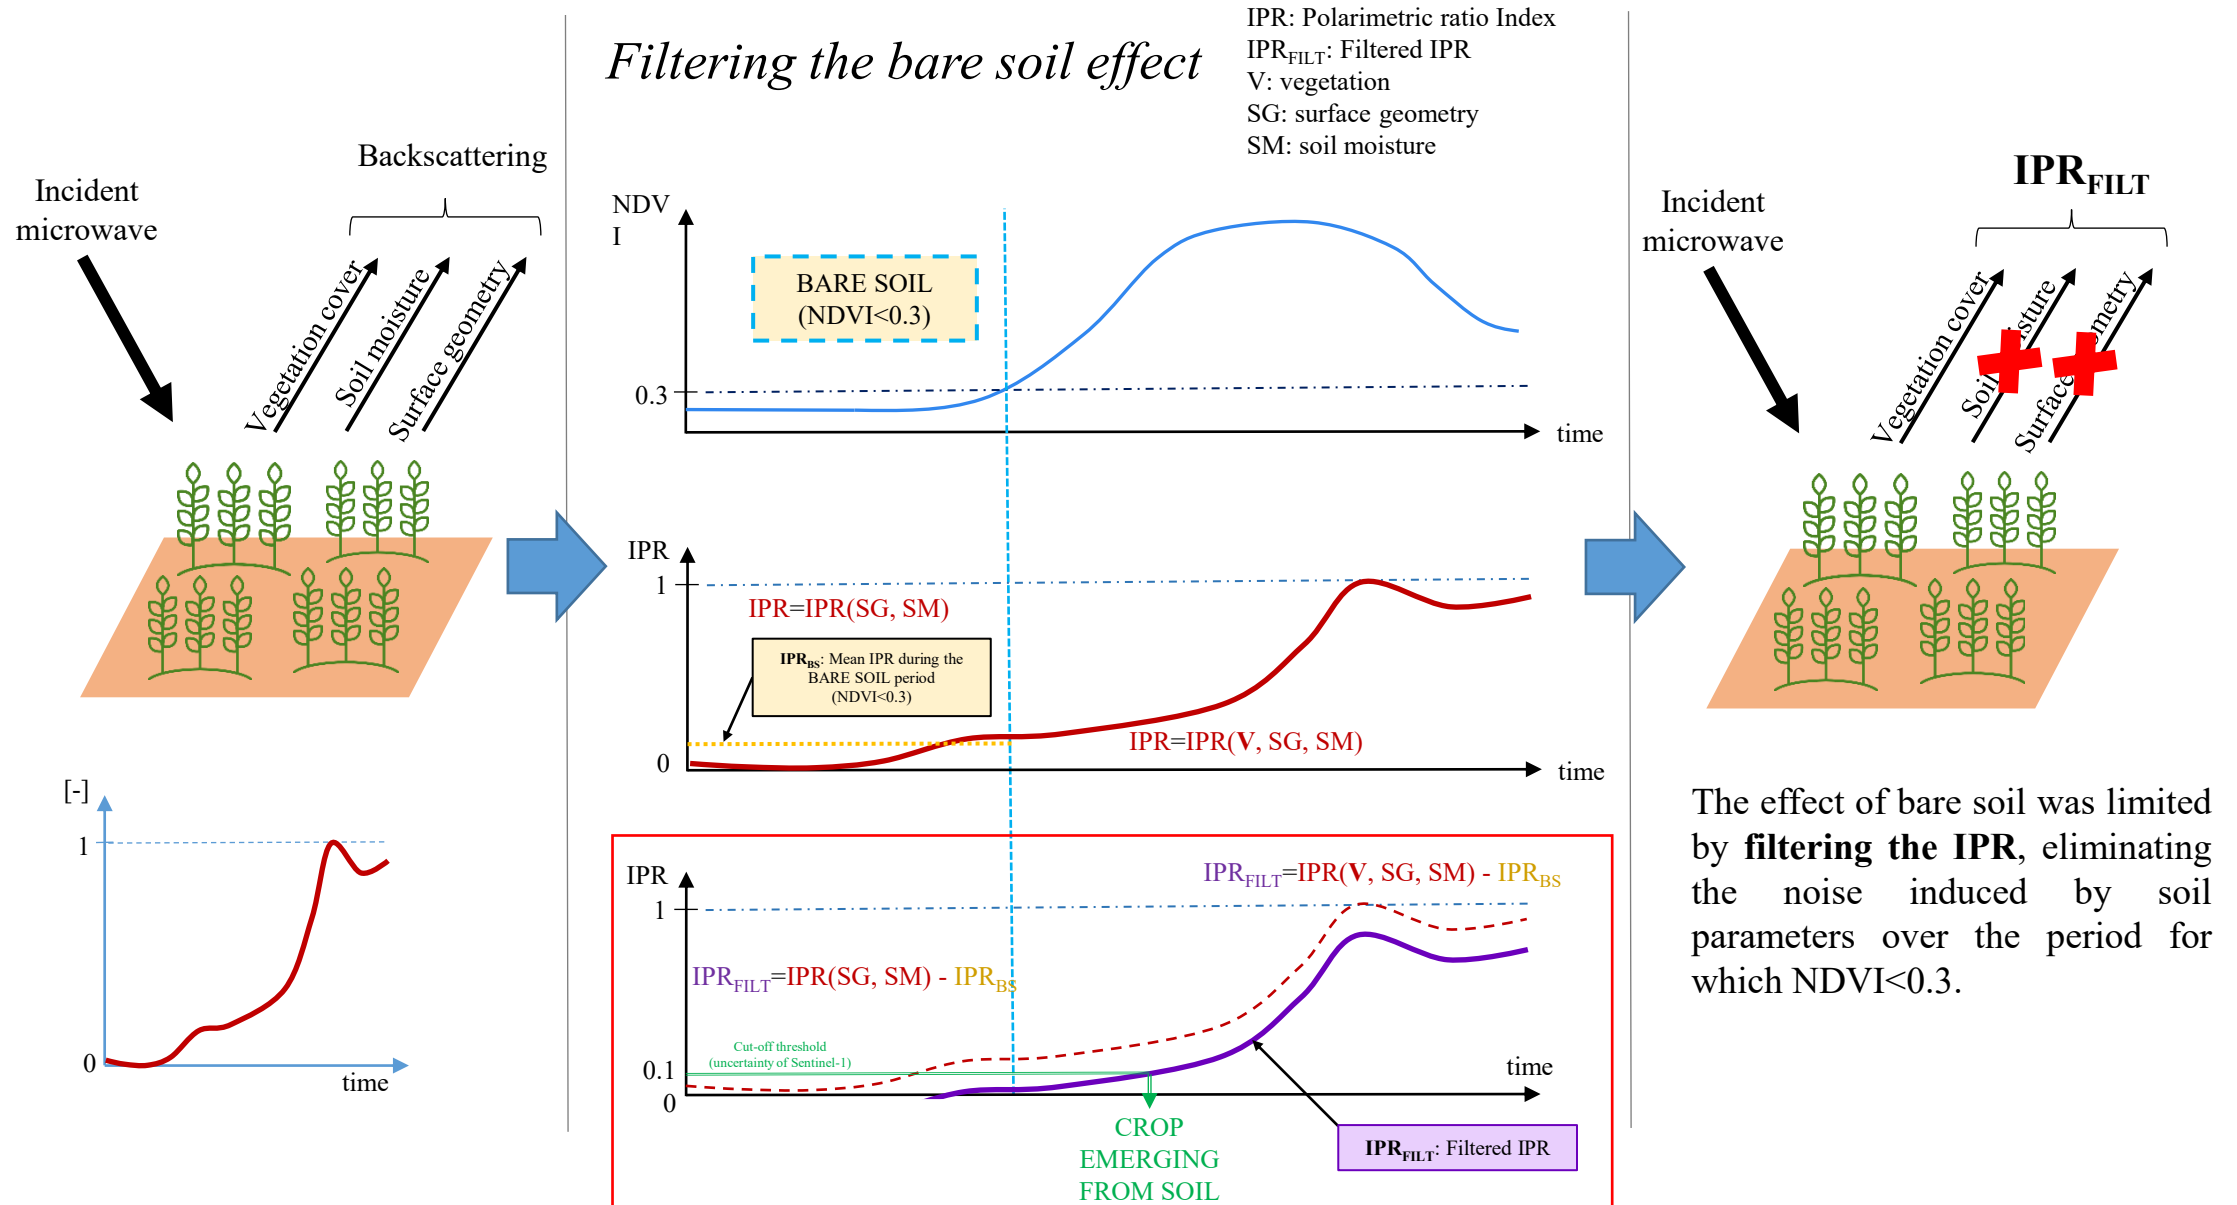 Filtering the bare soil effect
IPR: Polarimetric ratio Index
IPRFILT: Filtered IPR
V: vegetation
SG: surface geometry
SM: soil moisture
Backscattering
Incident
microwave
Vegetation cover
Soil moisture
Surface geometry
[-]
1
0
time
NDV
I
BARE SOIL
(NDVI<0.3)
0.3
time
IPR
1
IPR=IPR(SG, SM)
IPRBS: Mean IPR during the
BARE SOIL period
(NDVI<0.3)
IPR=IPR(V, SG, SM)
0
time
IPR
1
IPRFILT=IPR(V, SG, SM) - IPRBS
IPRFILT=IPR(SG, SM) - IPRBS
Cut-off threshold
(uncertainty of Sentinel-1)
0.1
0
time
CROP
EMERGING
FROM SOIL
IPRFILT: Filtered IPR
IPRFILT
Incident
microwave
Vegetation cover
Soil isture
Surface ometry
The effect of bare soil was limited
by filtering the IPR, eliminating
the noise induced by soil
parameters over the period for
which NDVI<0.3.